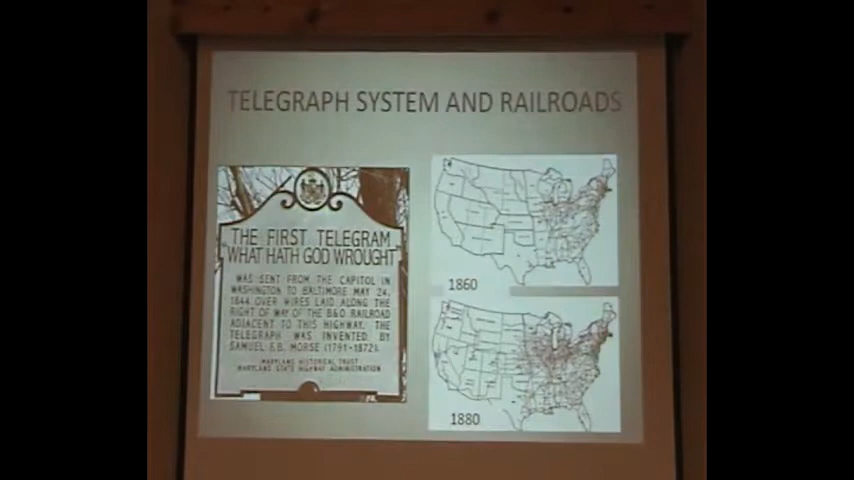 TELEGRAPH SYSTEM AND RAILROADS
THE FIRST TELEGRAM
"WHAT HATH GOD WROUGHT"
WAS SENT FROM THE CAPITOL IN
WASHINGTON TO BALTIMORE MAY 24,
1844 OVER WIRES LAID ALONG THE
RIGHT OF WAY OF THE B&O RAILROAD
ADJACENT TO THIS HIGHWAY. THE
TELEGRAPH WAS INVENTED BY
SAMUEL F.B. MORSE (1791-1872).
MARYLAND HISTORICAL TRUST
MARYLAND STATE HIGHWAY ADMINISTRATION
1860
1880